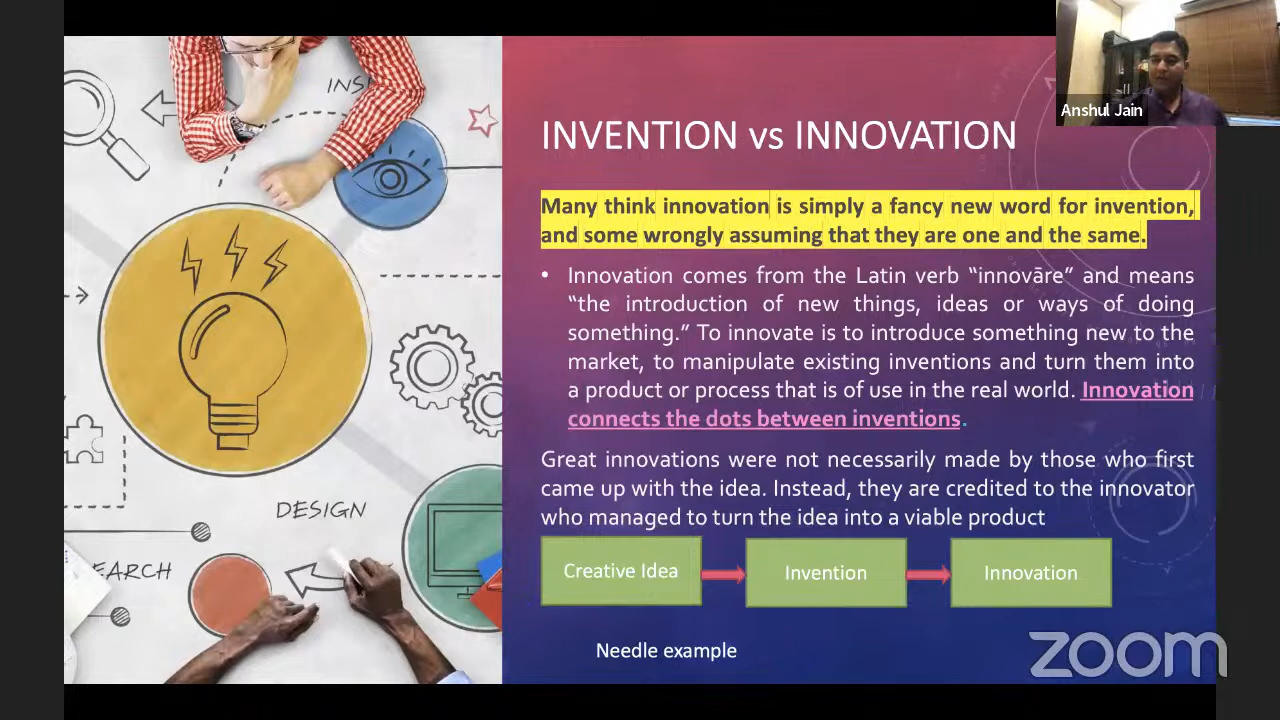 Anshul Jain
INVENTION vs INNOVATION
Many think innovation is simply a fancy new word for invention,
and some wrongly assuming that they are one and the same.
• Innovation comes from the Latin verb “innovāre” and means
“the introduction of new things, ideas or ways of doing
something.” To innovate is to introduce something new to the
market, to manipulate existing inventions and turn them into
a product or process that is of use in the real world. Innovation
connects the dots between inventions.
Great innovations were not necessarily made by those who first
came up with the idea. Instead, they are credited to the innovator
who managed to turn the idea into a viable product
Creative Idea
Invention
Innovation
Needle example
DESIGN
zoom